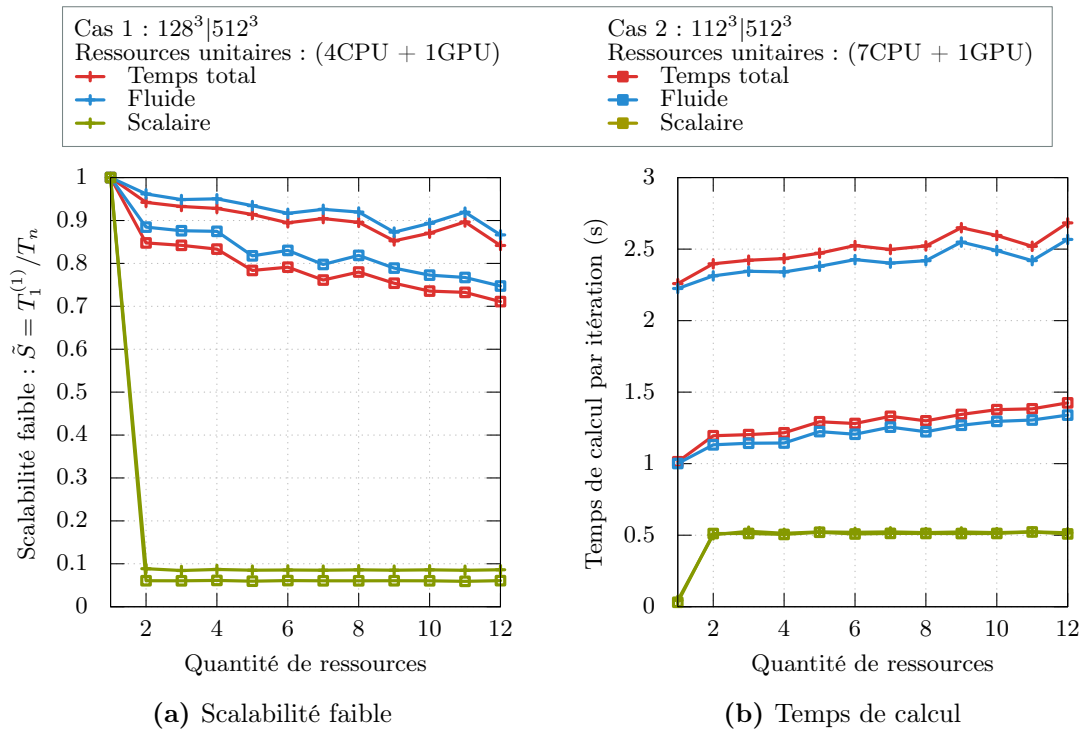 Cas 1 : 128³|512³
Ressources unitaires : (4CPU + 1GPU)
Temps total
Fluide
Scalaire
Cas 2 : 112³|512³
Ressources unitaires : (7CPU + 1GPU)
Temps total
Fluide
Scalaire
Scalabilité faible : S̃ = T₁⁽¹⁾/Tₙ
1
0.9
0.8
0.7
0.6
0.5
0.4
0.3
0.2
0.1
0
2 4 6 8 10 12
Quantité de ressources
(a) Scalabilité faible
Temps de calcul par itération (s)
3
2.5
2
1.5
1
0.5
0
2 4 6 8 10 12
Quantité de ressources
(b) Temps de calcul